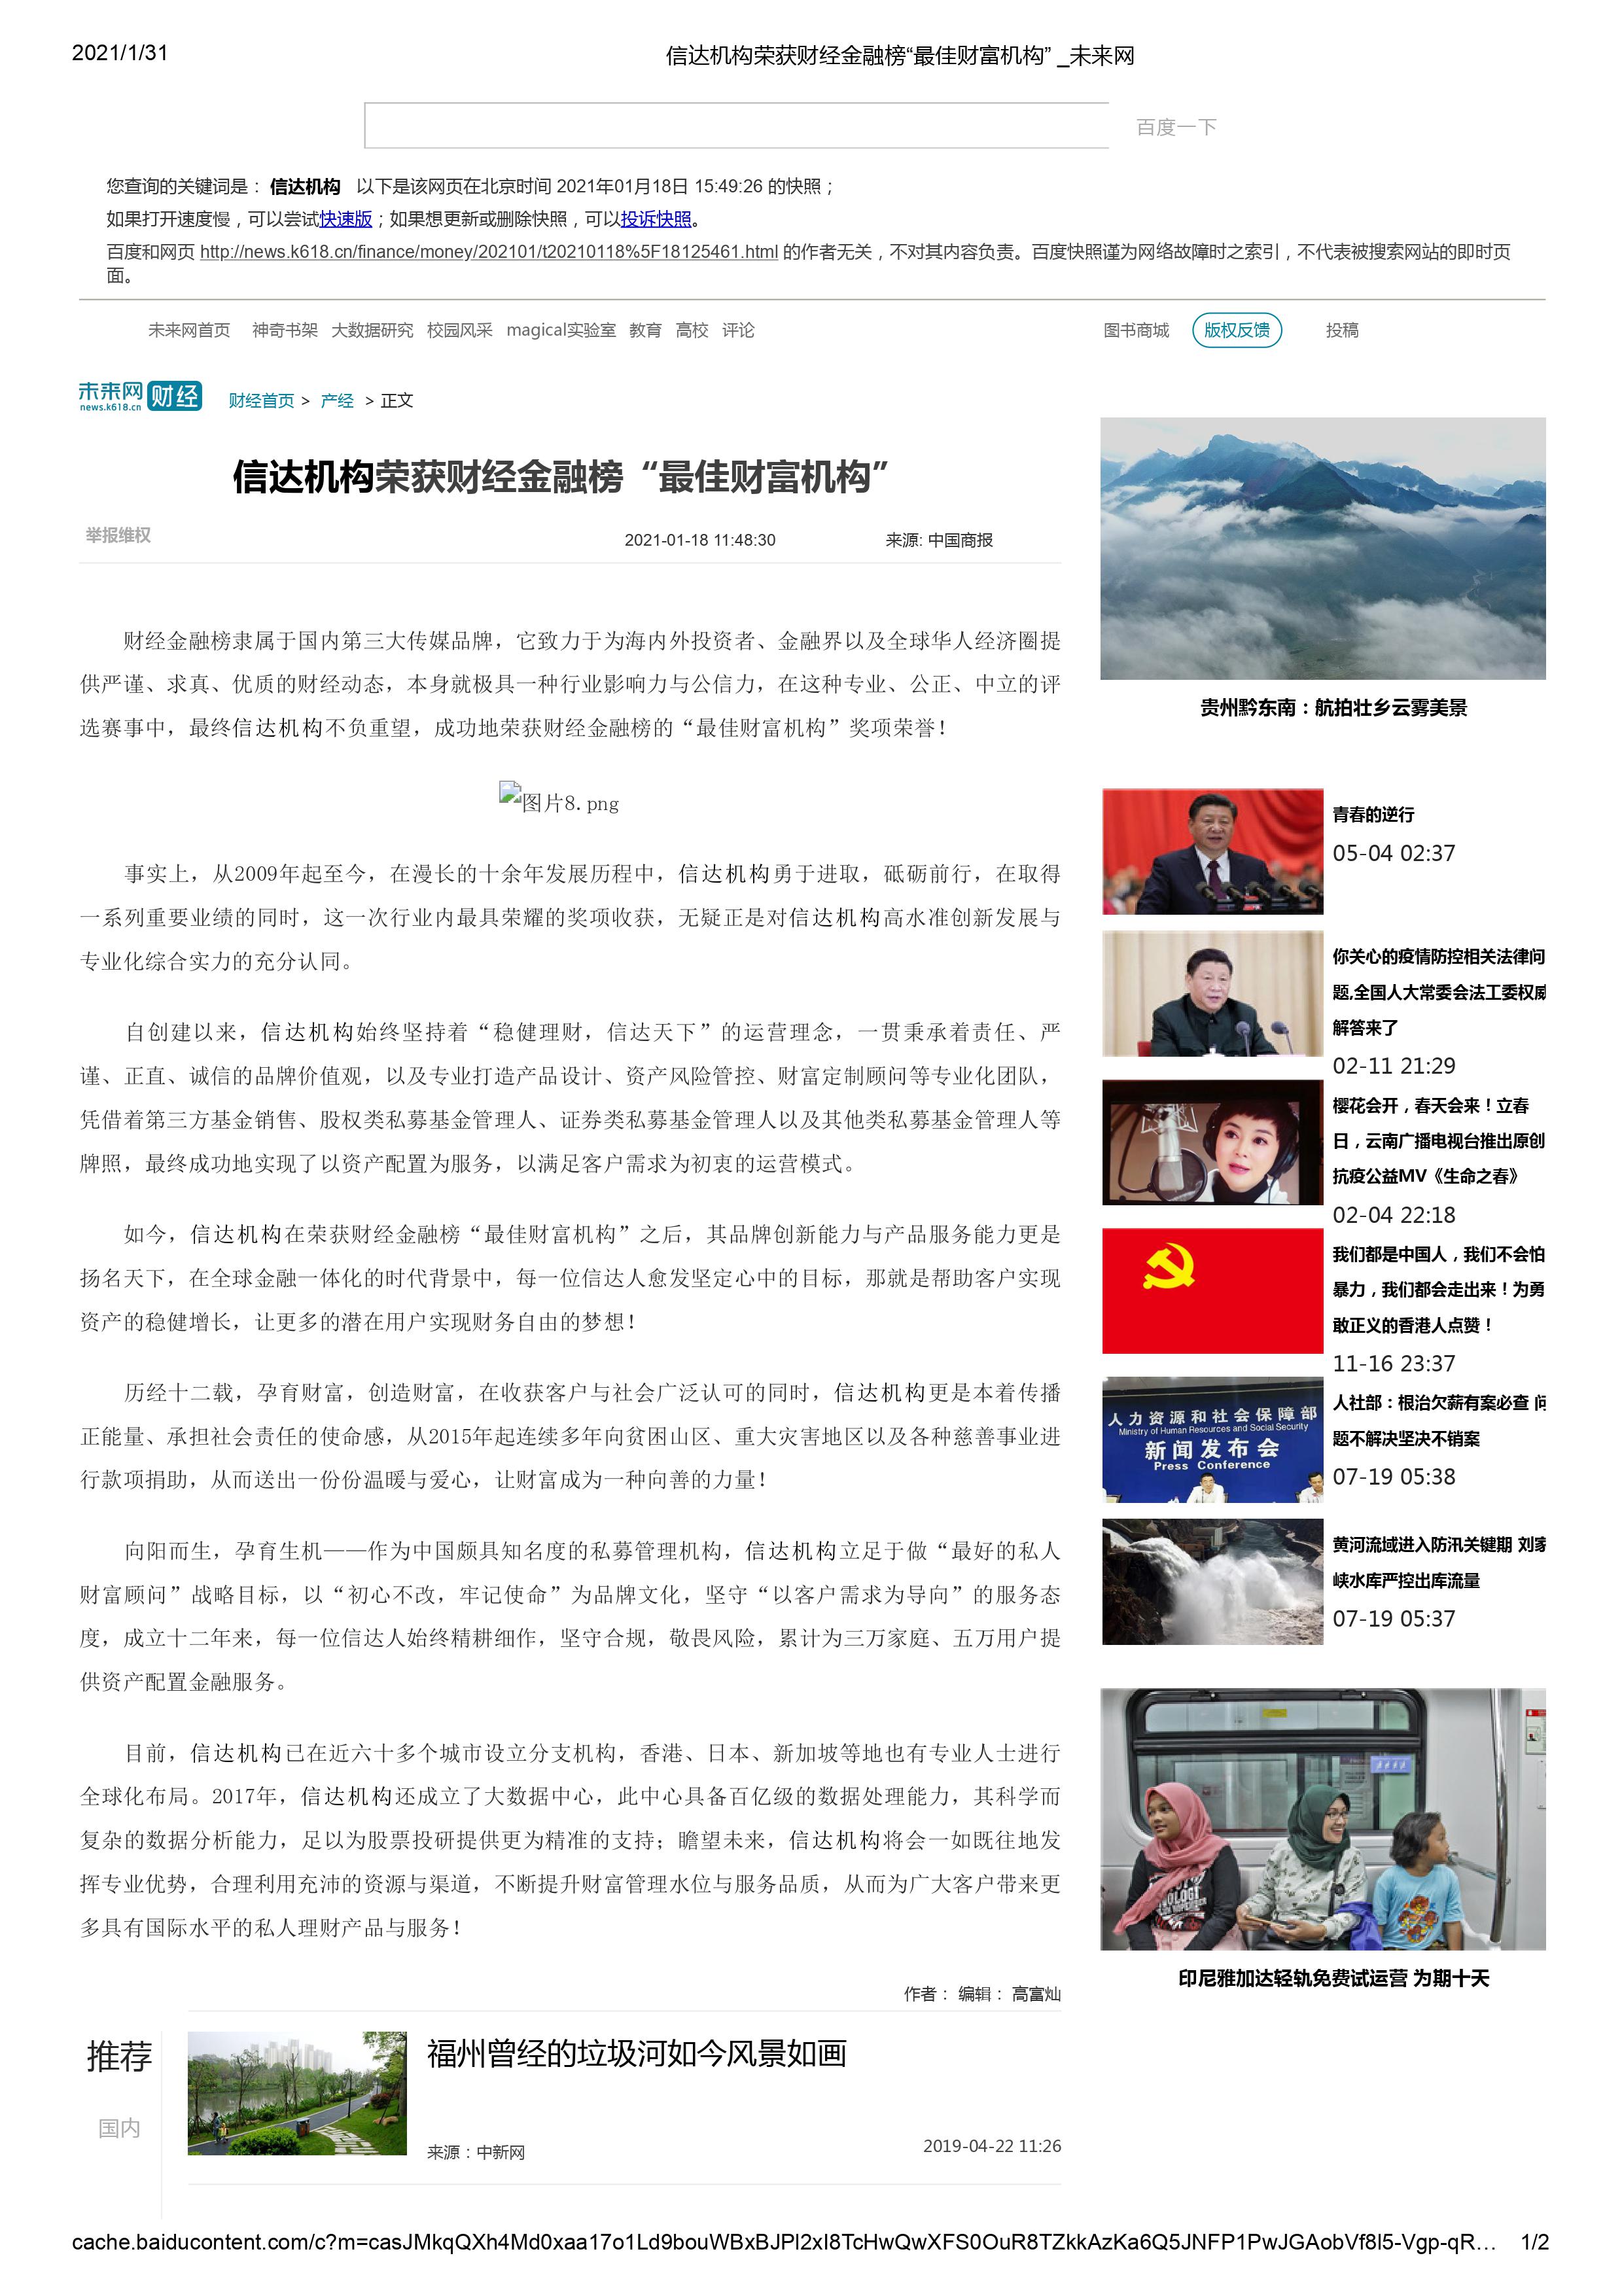 2021/1/31
信达机构荣获财经金融榜“最佳财富机构” _未来网
百度一下
您查询的关键词是： 信达机构 以下是该网页在北京时间 2021年01月18日 15:49:26 的快照；
如果打开速度慢，可以尝试快速版；如果想更新或删除快照，可以投诉快照。
百度和网页 http://news.k618.cn/finance/money/202101/t20210118%5F18125461.html 的作者无关，不对其内容负责。百度快照谨为网络故障时之索引，不代表被搜索网站的即时页
面。
未来网首页 神奇书架 大数据研究 校园风采 magical实验室 教育 高校 评论
图书商城 版权反馈 投稿
未来网 财经
news.k618.cn
财经首页 > 产经 > 正文
信达机构荣获财经金融榜“最佳财富机构”
举报维权 2021-01-18 11:48:30 来源: 中国商报
财经金融榜隶属于国内第三大传媒品牌，它致力于为海内外投资者、金融界以及全球华人经济圈提
供严谨、求真、优质的财经动态，本身就极具一种行业影响力与公信力，在这种专业、公正、中立的评
选赛事中，最终信达机构不负重望，成功地荣获财经金融榜的“最佳财富机构”奖项荣誉！
图片8.png
事实上，从2009年起至今，在漫长的十余年发展历程中，信达机构勇于进取，砥砺前行，在取得
一系列重要业绩的同时，这一次行业内最具荣耀的奖项收获，无疑正是对信达机构高水准创新发展与
专业化综合实力的充分认同。
自创建以来，信达机构始终坚持着“稳健理财，信达天下”的运营理念，一贯秉承着责任、严
谨、正直、诚信的品牌价值观，以及专业打造产品设计、资产风险管控、财富定制顾问等专业化团队，
凭借着第三方基金销售、股权类私募基金管理人、证券类私募基金管理人以及其他类私募基金管理人等
牌照，最终成功地实现了以资产配置为服务，以满足客户需求为初衷的运营模式。
如今，信达机构在荣获财经金融榜“最佳财富机构”之后，其品牌创新能力与产品服务能力更是
扬名天下，在全球金融一体化的时代背景中，每一位信达人愈发坚定心中的目标，那就是帮助客户实现
资产的稳健增长，让更多的潜在用户实现财务自由的梦想！
历经十二载，孕育财富，创造财富，在收获客户与社会广泛认可的同时，信达机构更是本着传播
正能量、承担社会责任的使命感，从2015年起连续多年向贫困山区、重大灾害地区以及各种慈善事业进
行款项捐助，从而送出一份份温暖与爱心，让财富成为一种向善的力量！
向阳而生，孕育生机——作为中国颇具知名度的私募管理机构，信达机构立足于做“最好的私人
财富顾问”战略目标，以“初心不改，牢记使命”为品牌文化，坚守“以客户需求为导向”的服务态
度，成立十二年来，每一位信达人始终精耕细作，坚守合规，敬畏风险，累计为三万家庭、五万用户提
供资产配置金融服务。
目前，信达机构已在近六十多个城市设立分支机构，香港、日本、新加坡等地也有专业人士进行
全球化布局。2017年，信达机构还成立了大数据中心，此中心具备百亿级的数据处理能力，其科学而
复杂的数据分析能力，足以为股票投研提供更为精准的支持；瞻望未来，信达机构将会一如既往地发
挥专业优势，合理利用充沛的资源与渠道，不断提升财富管理水位与服务品质，从而为广大客户带来更
多具有国际水平的私人理财产品与服务！
作者： 编辑： 高富灿
推荐
国内
福州曾经的垃圾河如今风景如画
来源：中新网 2019-04-22 11:26
贵州黔东南：航拍壮乡云雾美景
青春的逆行
05-04 02:37
你关心的疫情防控相关法律问
题,全国人大常委会法工委权威
解答来了
02-11 21:29
樱花会开，春天会来！立春
日，云南广播电视台推出原创
抗疫公益MV《生命之春》
02-04 22:18
我们都是中国人，我们不会怕
暴力，我们都会走出来！为勇
敢正义的香港人点赞！
11-16 23:37
人力资源和社会保障部
Ministry of Human Resources and Social Security
新闻发布会
Press Conference
人社部：根治欠薪有案必查 问
题不解决坚决不销案
07-19 05:38
黄河流域进入防汛关键期 刘家
峡水库严控出库流量
07-19 05:37
印尼雅加达轻轨免费试运营 为期十天
cache.baiducontent.com/c?m=casJMkqQXh4Md0xaa17o1Ld9bouWBxBJPl2xI8TcHwQwXFS0OuR8TZkkAzKa6Q5JNFP1PwJGAobVf8l5-Vgp-qR…
1/2